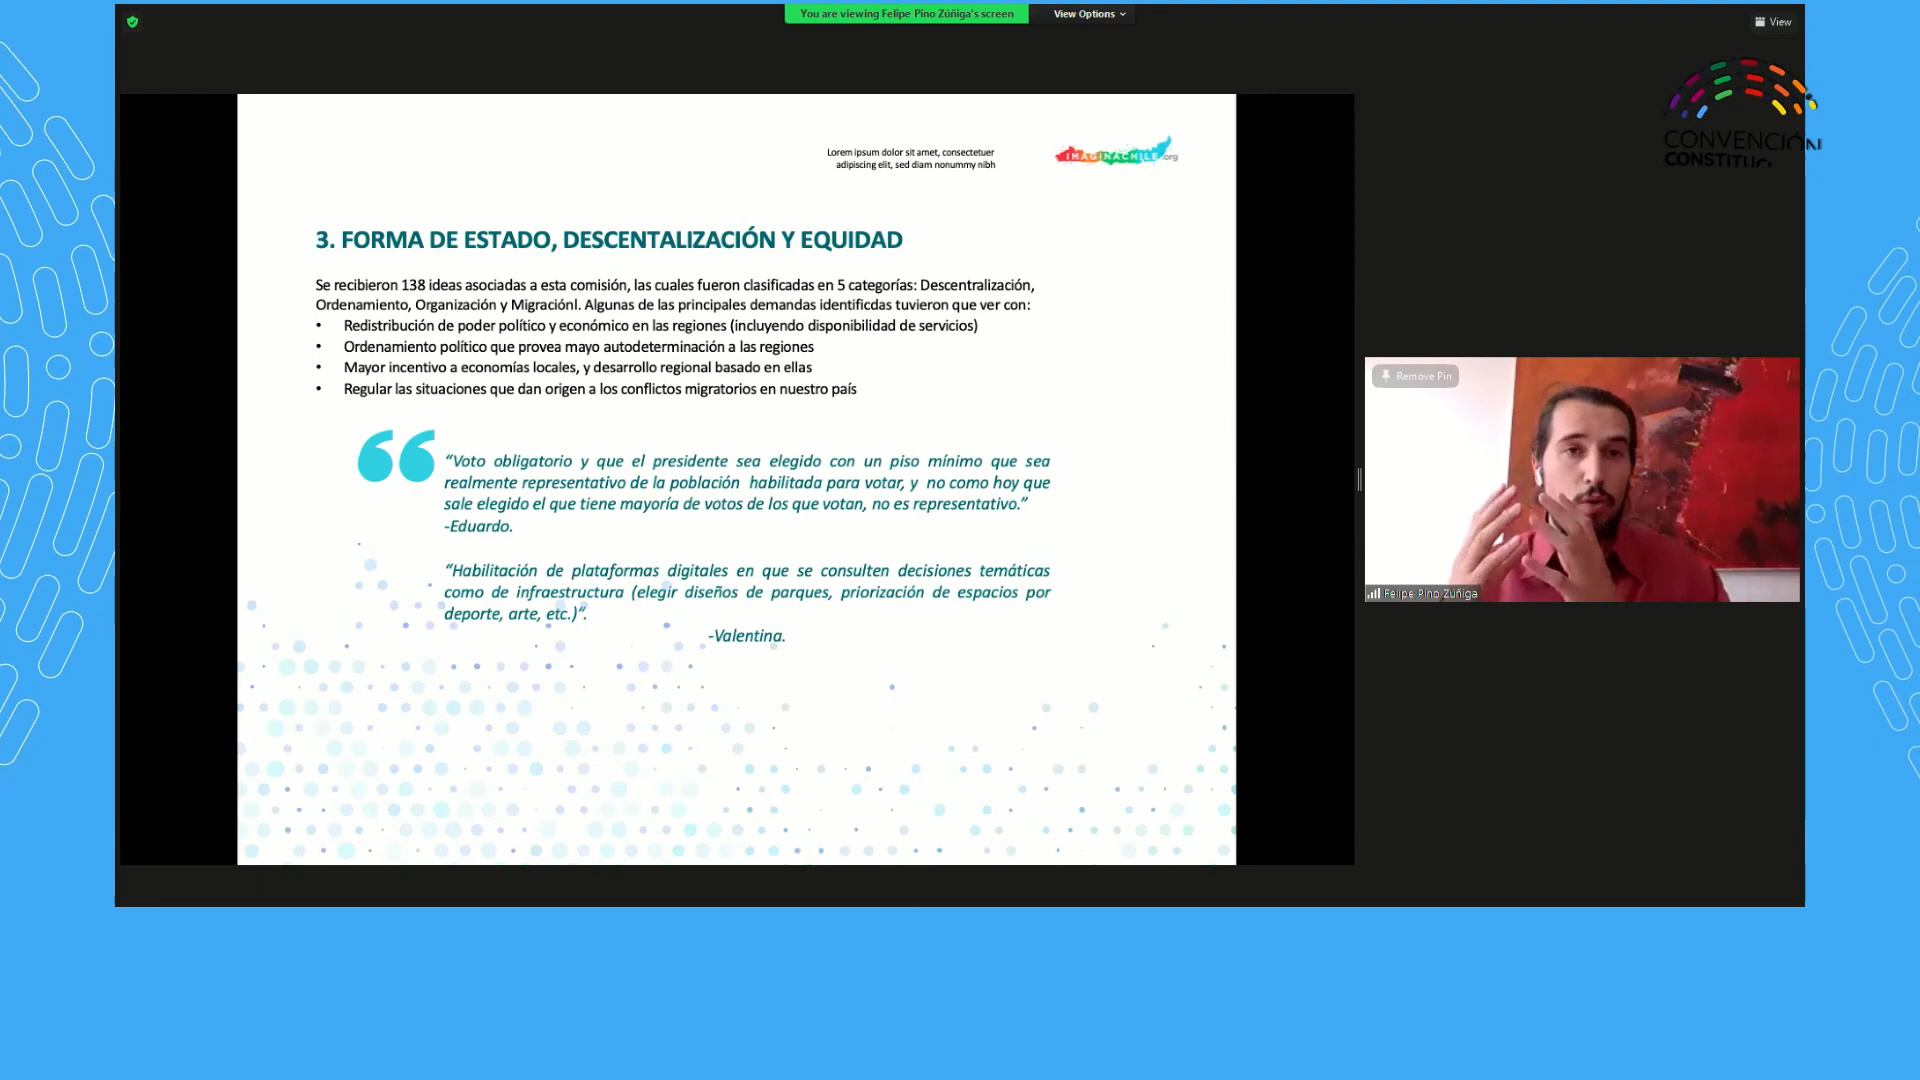 You are viewing Felipe Pino Zúñiga's screen
View Options
View
CONVENCIÓN
Lorem ipsum dolor sit amet, consectetuer
adipiscing elit, sed diam nonummy nibh
IMAGINACHILE.org
3. FORMA DE ESTADO, DESCENTALIZACIÓN Y EQUIDAD
Se recibieron 138 ideas asociadas a esta comisión, las cuales fueron clasificadas en 5 categorías: Descentralización,
Ordenamiento, Organización y Migraciónl. Algunas de las principales demandas identificdas tuvieron que ver con:
• Redistribución de poder político y económico en las regiones (incluyendo disponibilidad de servicios)
• Ordenamiento político que provea mayo autodeterminación a las regiones
• Mayor incentivo a economías locales, y desarrollo regional basado en ellas
• Regular las situaciones que dan origen a los conflictos migratorios en nuestro país
“Voto obligatorio y que el presidente sea elegido con un piso mínimo que sea
realmente representativo de la población habilitada para votar, y no como hoy que
sale elegido el que tiene mayoría de votos de los que votan, no es representativo.”
-Eduardo.
“Habilitación de plataformas digitales en que se consulten decisiones temáticas
como de infraestructura (elegir diseños de parques, priorización de espacios por
deporte, arte, etc.)”.
-Valentina.
Remove Pin
Felipe Pino Zúñiga